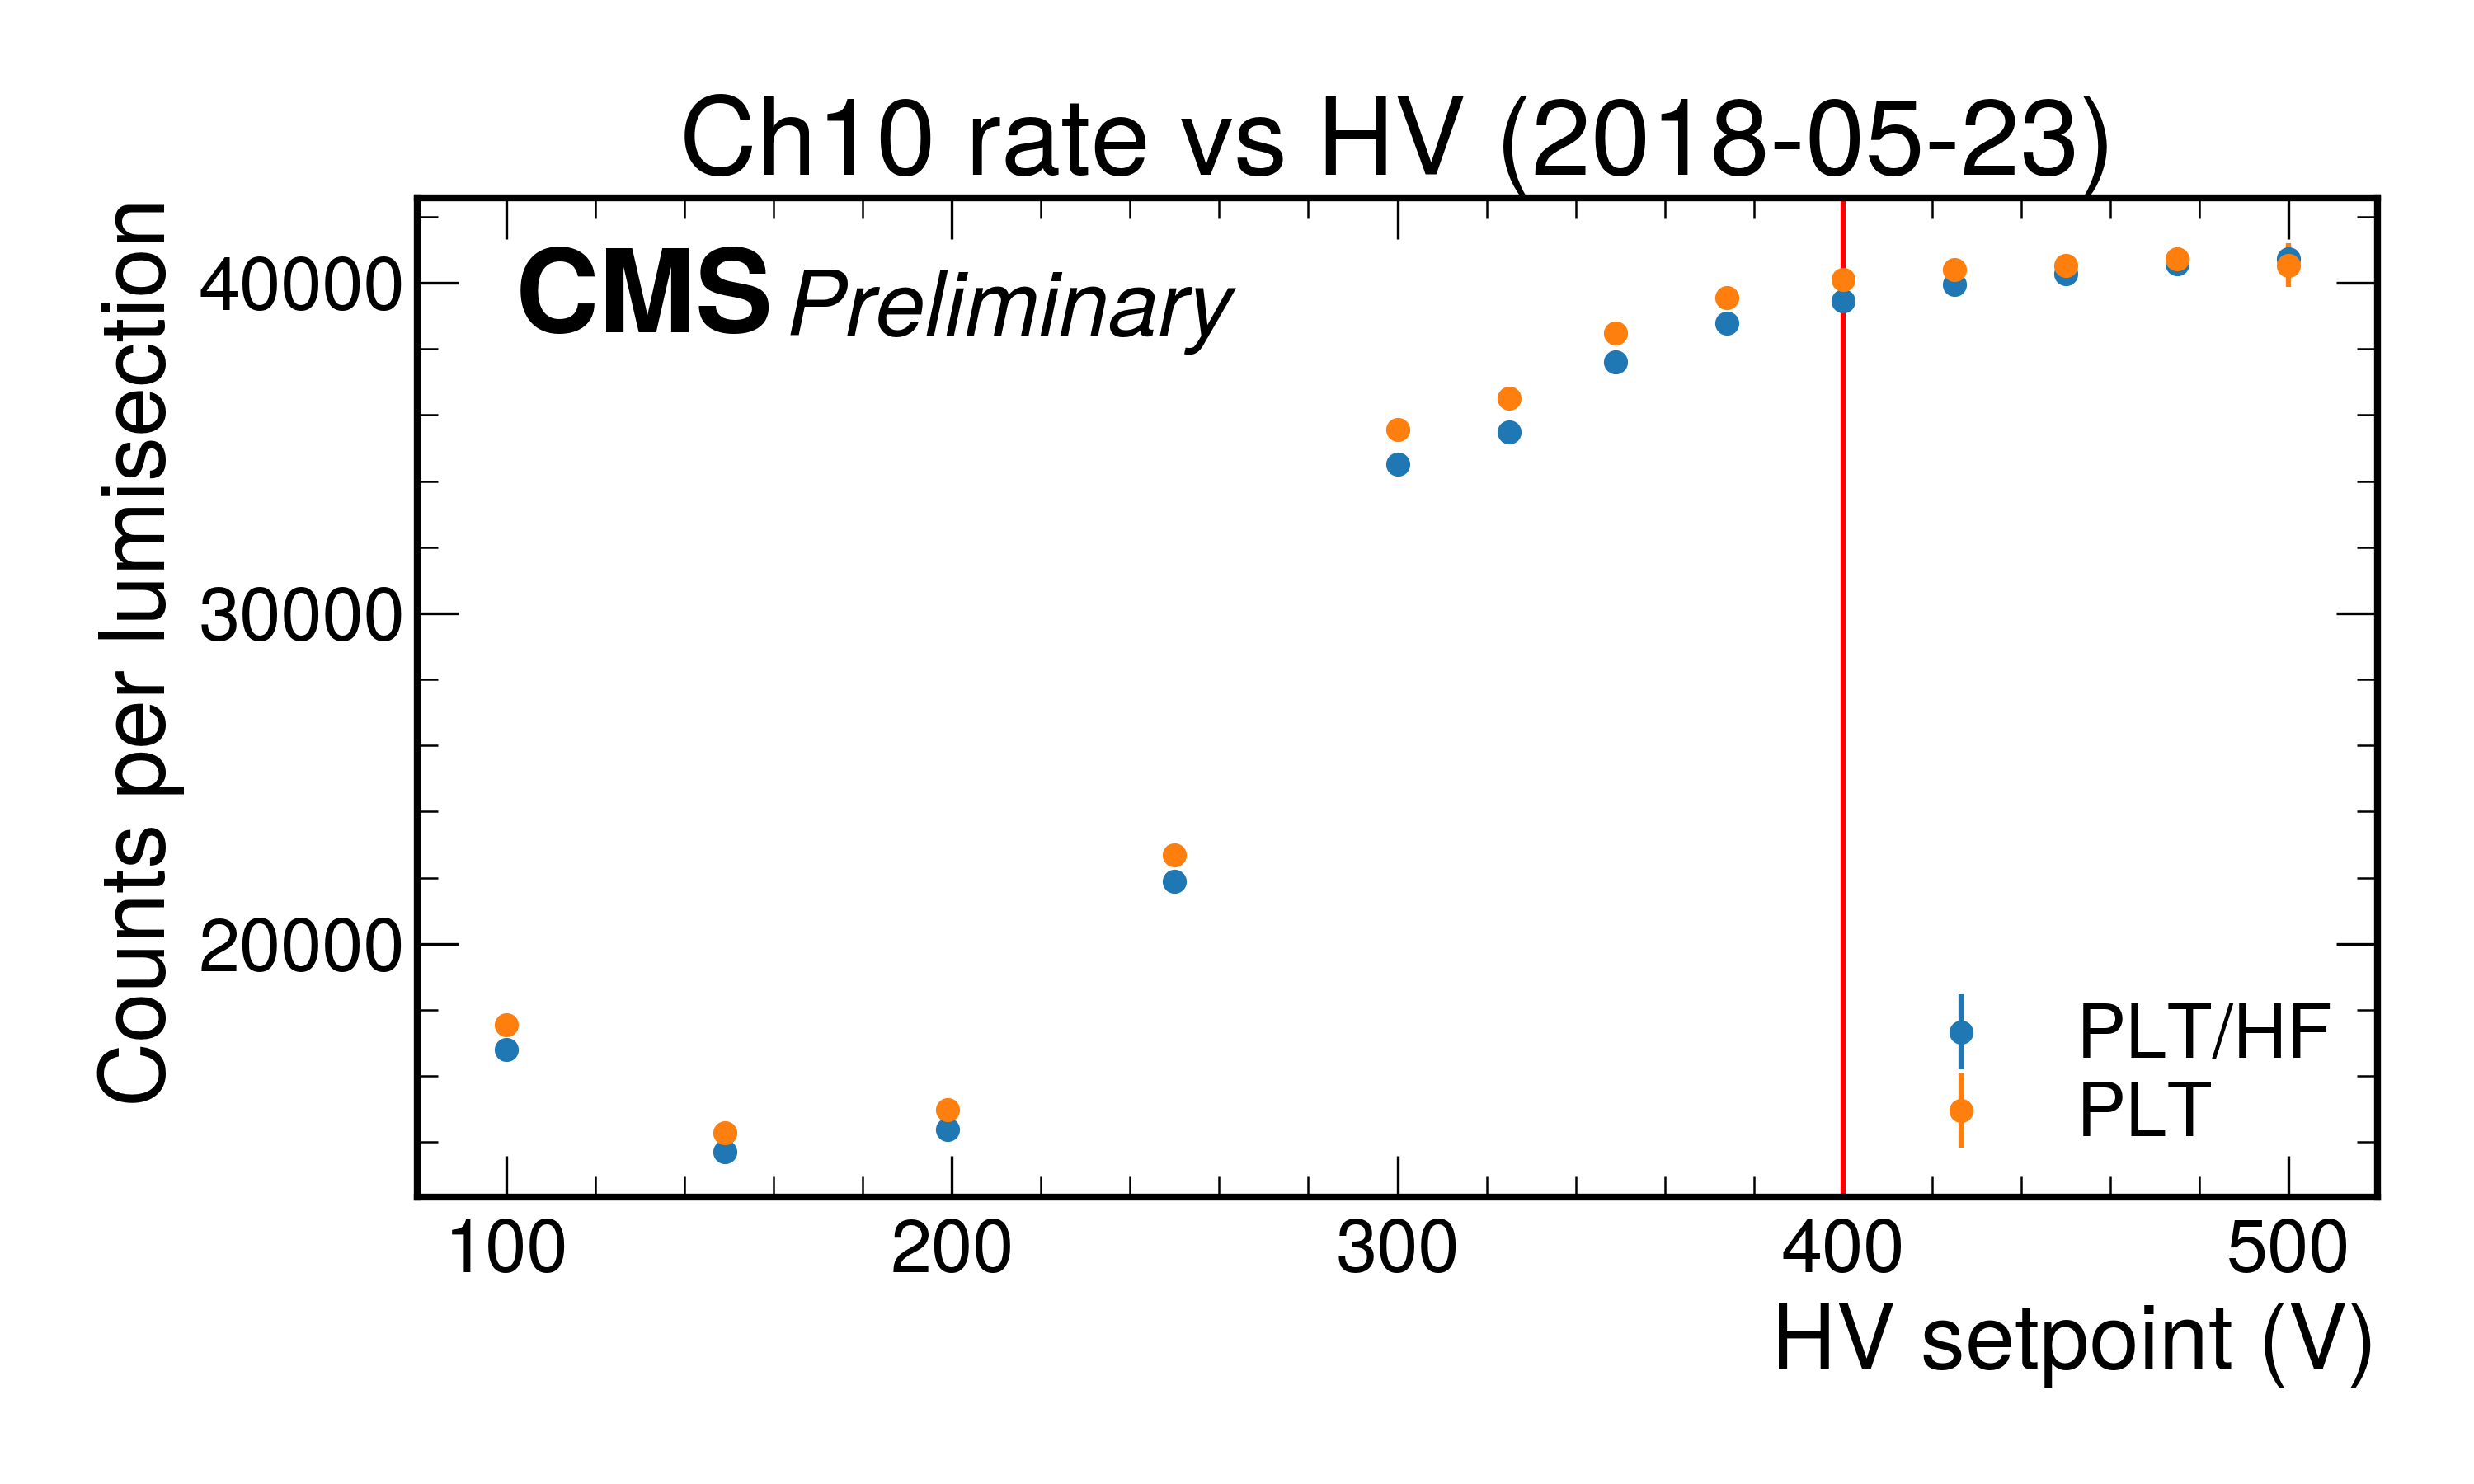 Ch10 rate vs HV (2018-05-23)
CMS Preliminary
Counts per lumisection
40000
30000
20000
PLT/HF
PLT
100 200 300 400 500
HV setpoint (V)